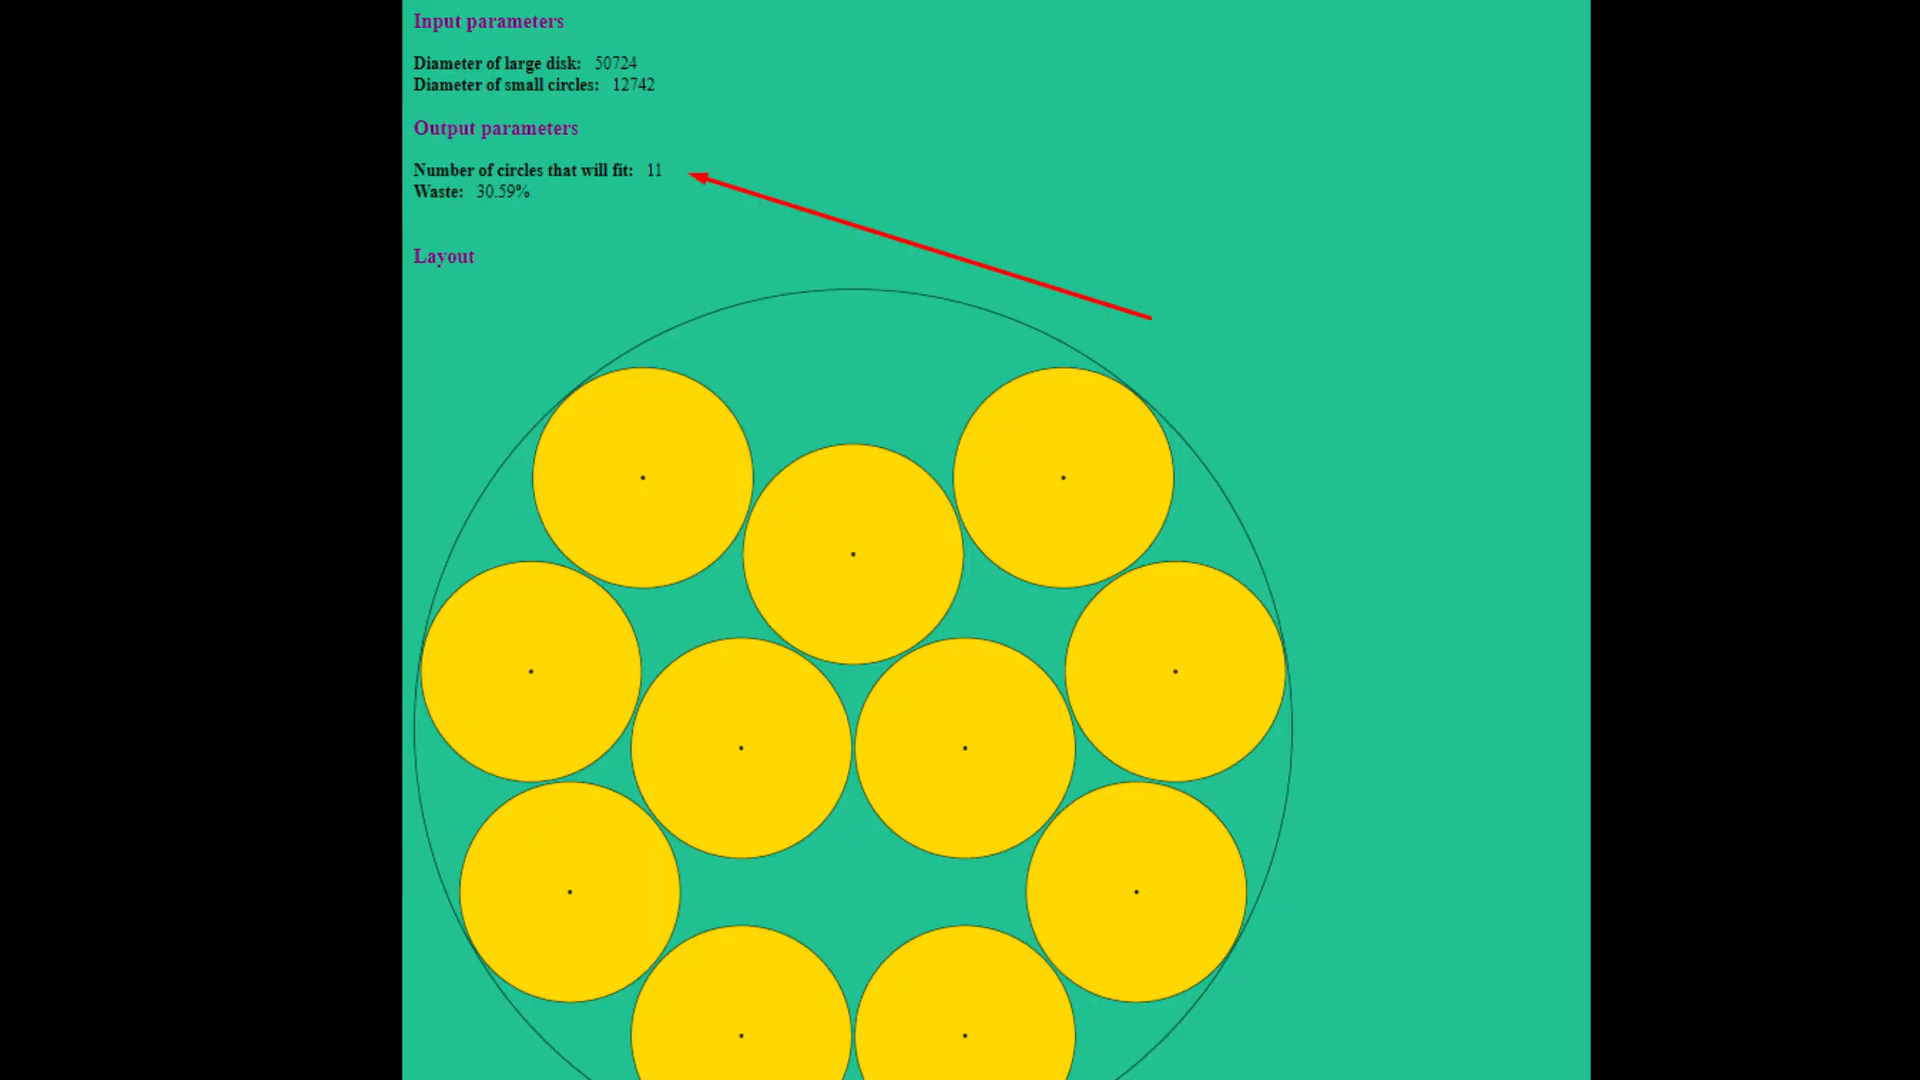 Input parameters
Diameter of large disk: 50724
Diameter of small circles: 12742
Output parameters
Number of circles that will fit: 11
Waste: 30.59%
Layout